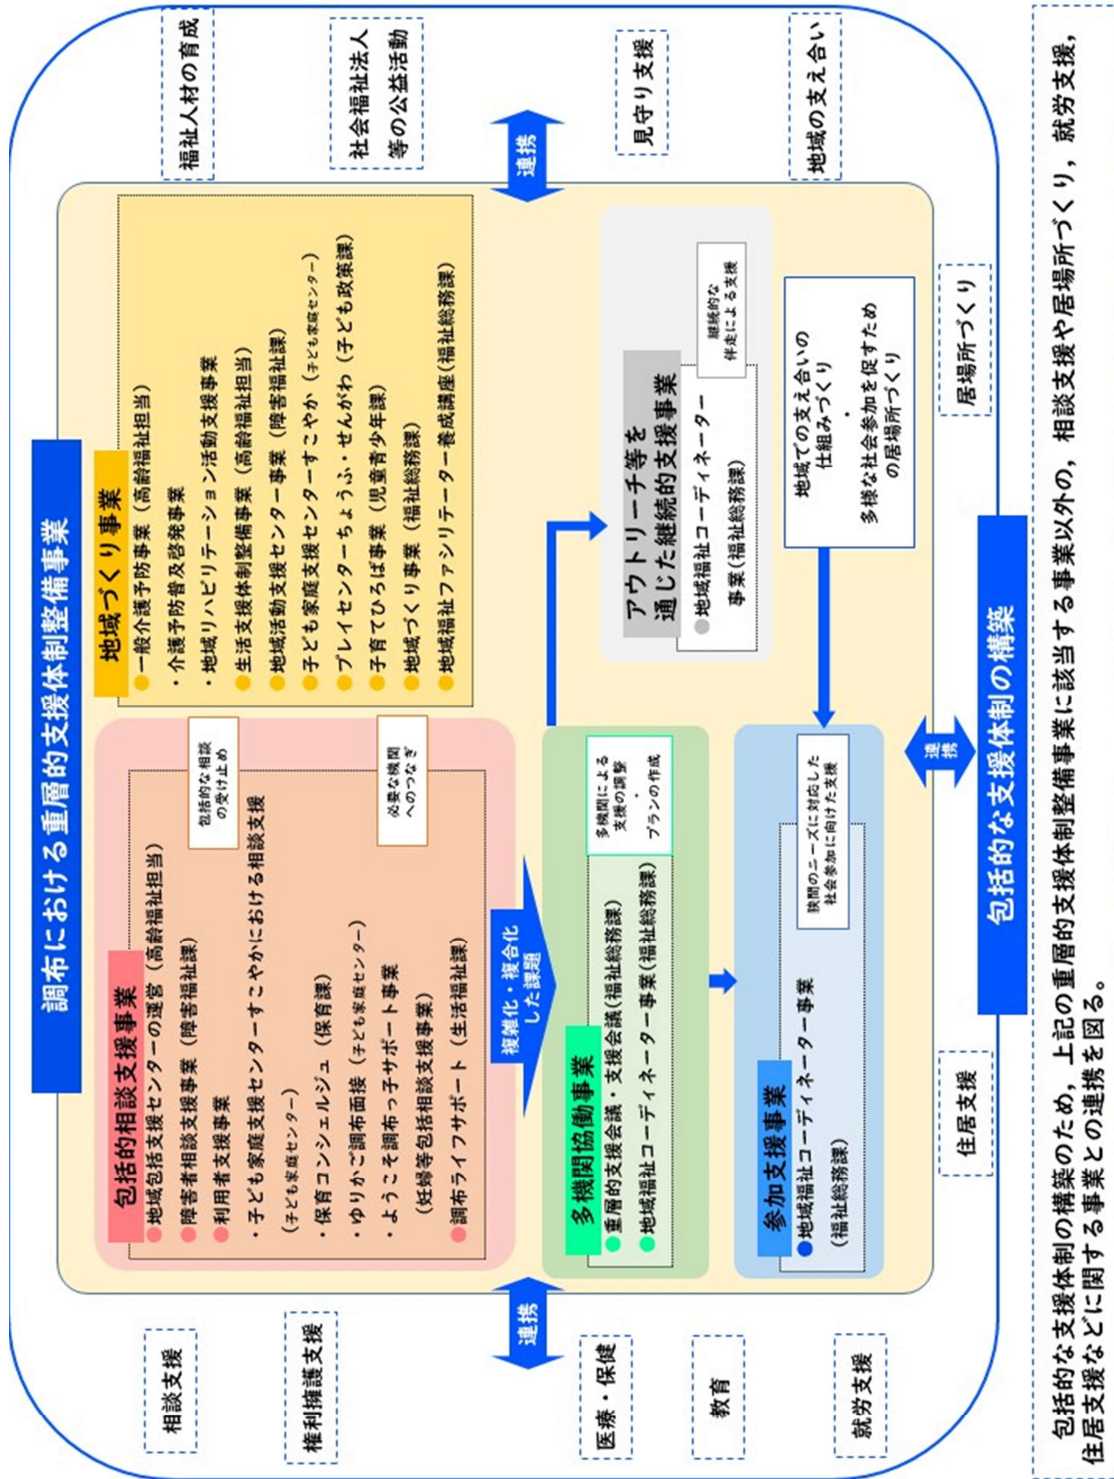 調布における重層的支援体制整備事業
包括的相談支援事業
●地域包括支援センターの運営（高齢福祉担当）
●障害者相談支援事業（障害福祉課）
●利用者支援事業
・子ども家庭支援センターすこやかにおける相談支援
（子ども家庭センター）
・保育コンシェルジュ（保育課）
・ゆりかご調布面接（子ども家庭センター）
・ようこそ調布っ子サポート事業
（妊婦等包括相談支援事業）
●調布ライフサポート（生活福祉課）
包括的な相談
の受け止め
必要な機関
へのつなぎ
地域づくり事業
●一般介護予防事業（高齢福祉担当）
・介護予防普及啓発事業
・地域リハビリテーション活動支援事業
●生活支援体制整備事業（高齢福祉担当）
●地域活動支援センター事業（障害福祉課）
●子ども家庭支援センターすこやか（子ども家庭センター）
●プレイセンターちょうふ・せんがわ（子ども政策課）
●子育てひろば事業（児童青少年課）
●地域づくり事業（福祉総務課）
●地域福祉ファシリテーター養成講座(福祉総務課)
複雑化・複合化
した課題
多機関協働事業
●重層的支援会議・支援会議(福祉総務課)
●地域福祉コーディネーター事業(福祉総務課)
多機関による
支援の調整
・
プランの作成
アウトリーチ等を
通じた継続的支援事業
●地域福祉コーディネーター
事業(福祉総務課)
継続的な
伴走による支援
参加支援事業
●地域福祉コーディネーター事業
（福祉総務課）
狭間のニーズに対応した
社会参加に向けた支援
地域での支え合いの
仕組みづくり
・
多様な社会参加を促すため
の居場所づくり
相談支援
権利擁護支援
連携
医療・保健
教育
就労支援
福祉人材の育成
社会福祉法人
等の公益活動
連携
見守り支援
地域の支え合い
住居支援
連携
居場所づくり
包括的な支援体制の構築
包括的な支援体制の構築のため，上記の重層的支援体制整備事業に該当する事業以外の，相談支援や居場所づくり，就労支援，
住居支援などに関する事業との連携を図る。